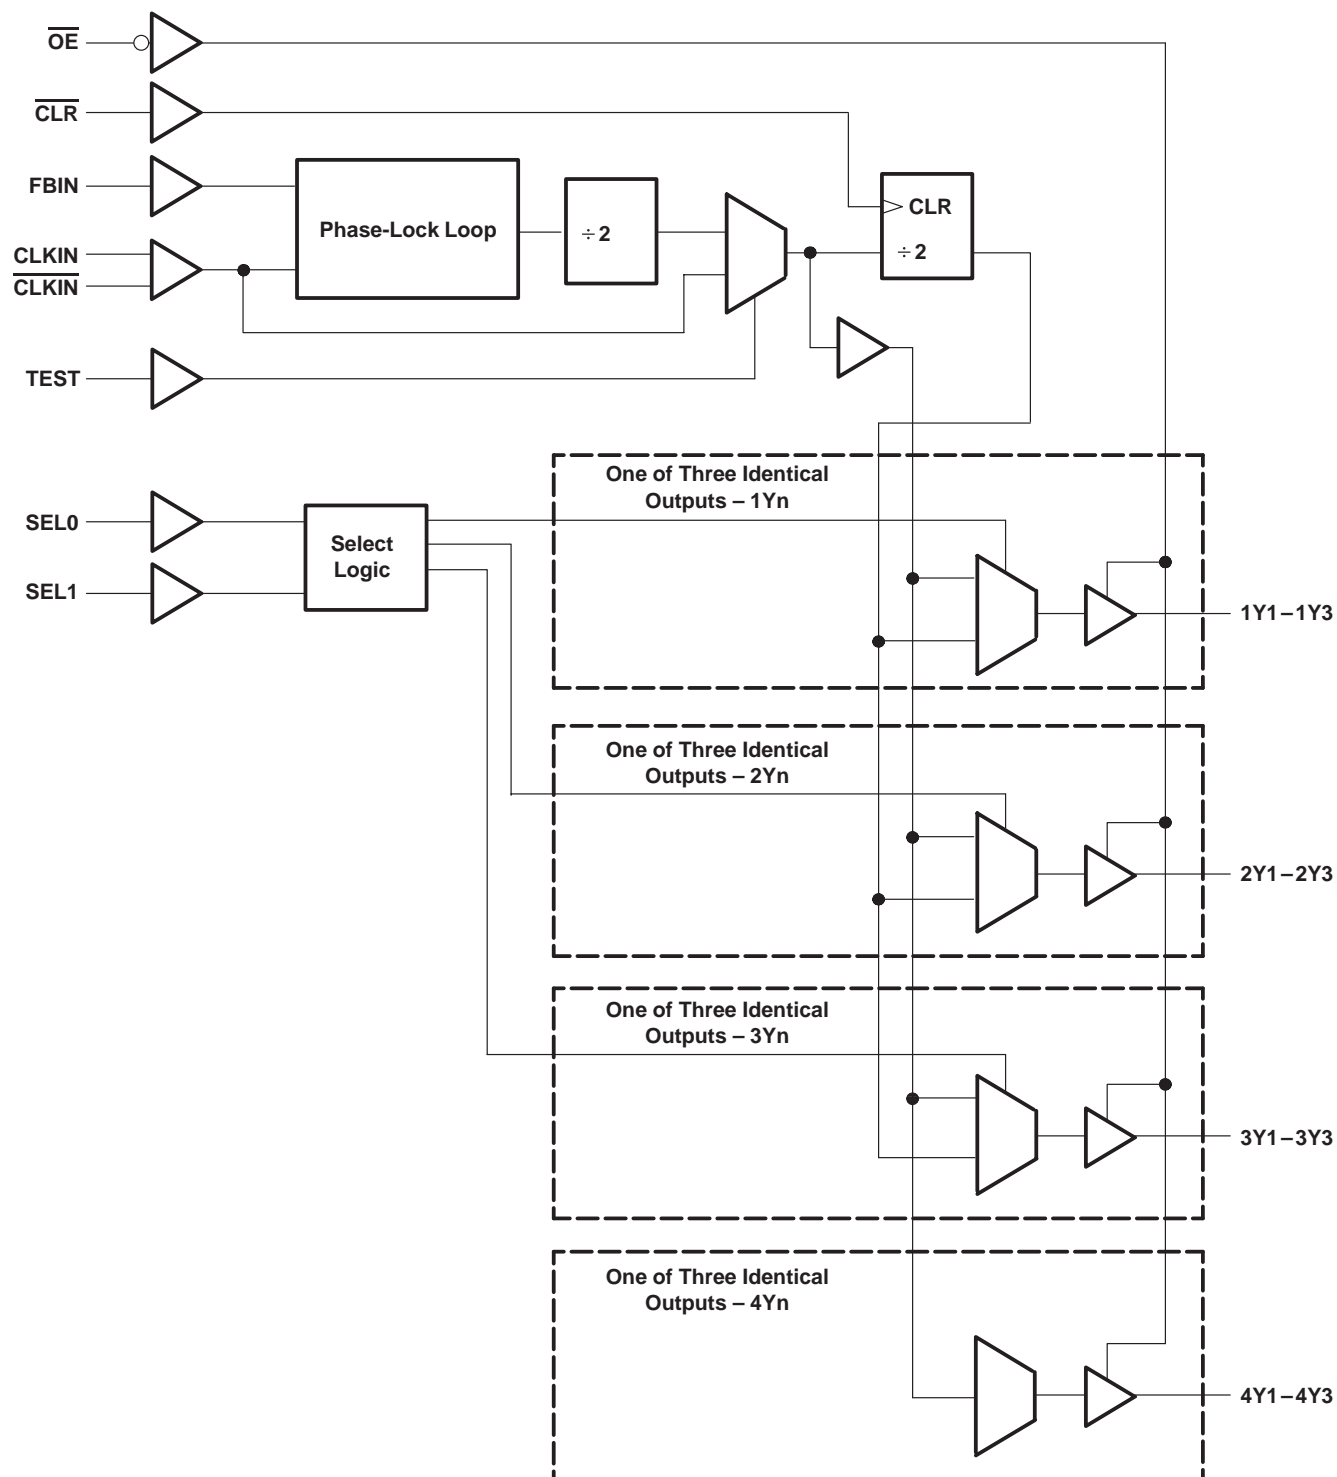 OE
CLR
FBIN
CLKIN
CLKIN
TEST
Phase-Lock Loop
÷2
CLR
÷2
SEL0
SEL1
Select
Logic
One of Three Identical
Outputs – 1Yn
1Y1–1Y3
One of Three Identical
Outputs – 2Yn
2Y1–2Y3
One of Three Identical
Outputs – 3Yn
3Y1–3Y3
One of Three Identical
Outputs – 4Yn
4Y1–4Y3